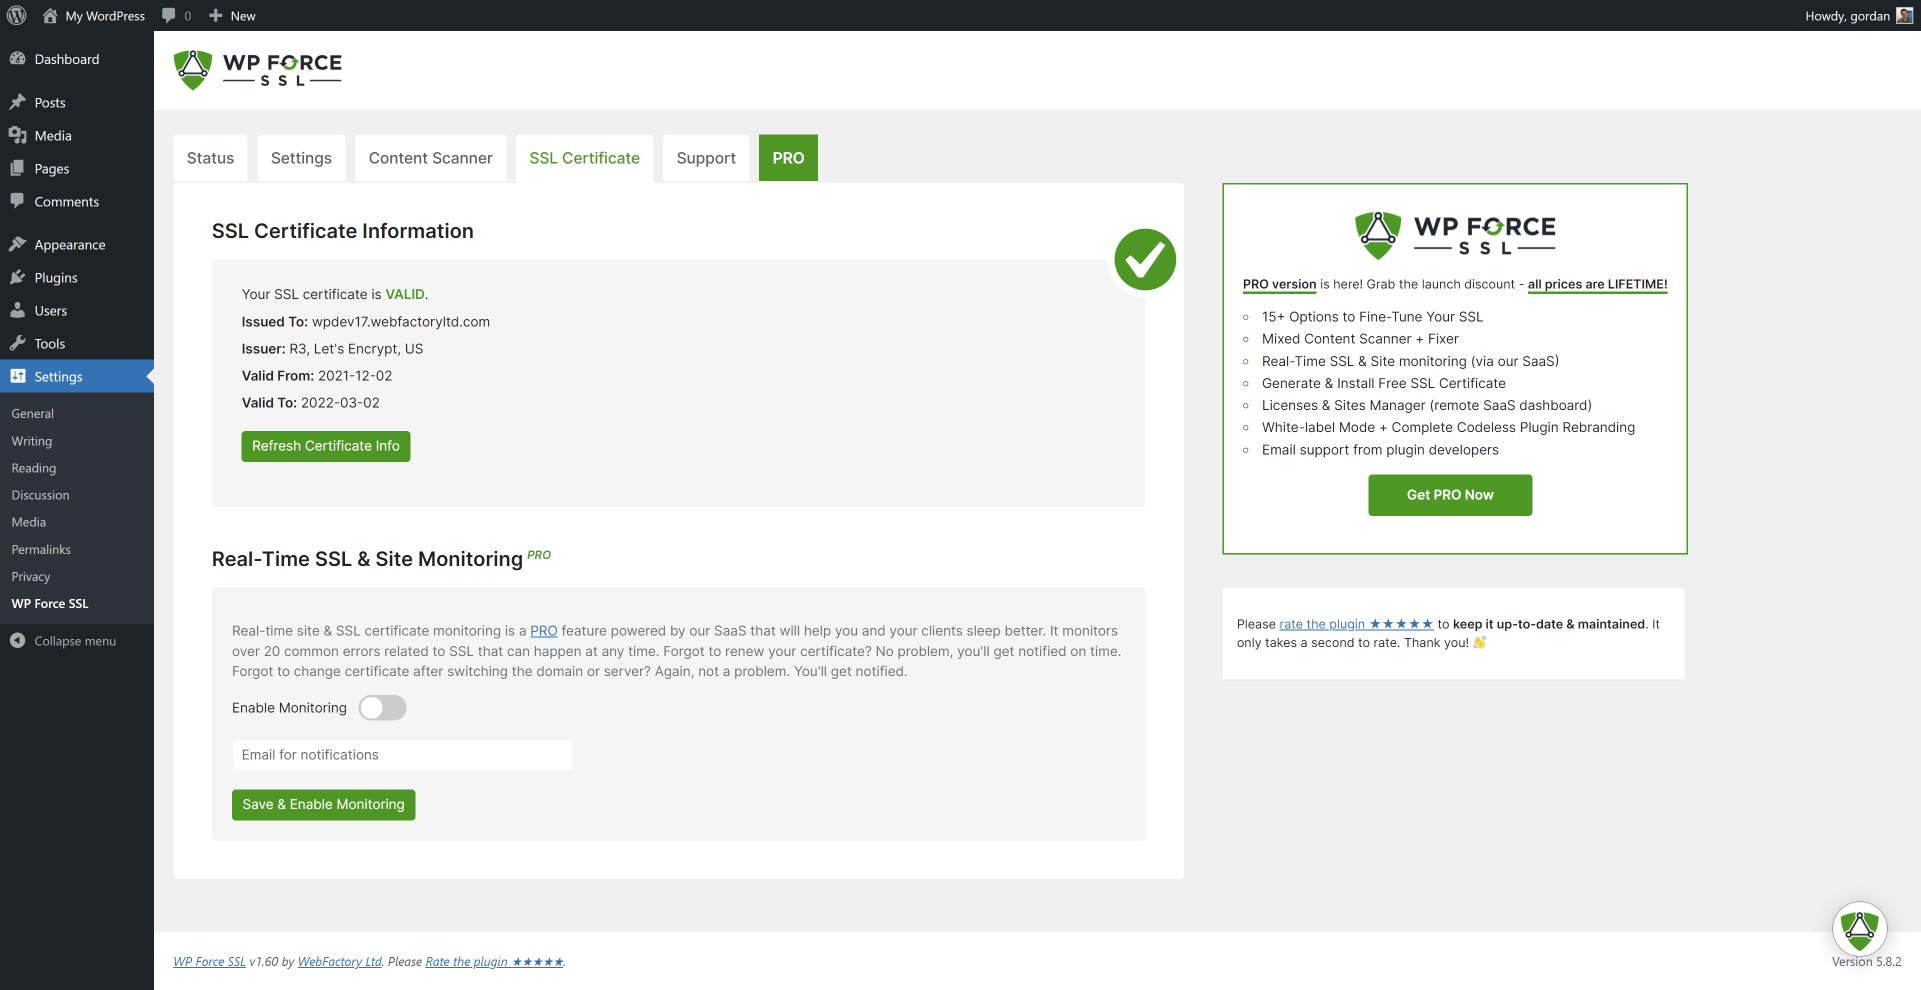 My WordPress
0
New
Howdy, gordan
Dashboard
Posts
Media
Pages
Comments
Appearance
Plugins
Users
Tools
Settings
General
Writing
Reading
Discussion
Media
Permalinks
Privacy
WP Force SSL
Collapse menu
WP FORCE
SSL
Status
Settings
Content Scanner
SSL Certificate
Support
PRO
SSL Certificate Information
Your SSL certificate is VALID.
Issued To: wpdev17.webfactoryltd.com
Issuer: R3, Let's Encrypt, US
Valid From: 2021-12-02
Valid To: 2022-03-02
Refresh Certificate Info
Real-Time SSL & Site Monitoring PRO
Real-time site & SSL certificate monitoring is a PRO feature powered by our SaaS that will help you and your clients sleep better. It monitors
over 20 common errors related to SSL that can happen at any time. Forgot to renew your certificate? No problem, you'll get notified on time.
Forgot to change certificate after switching the domain or server? Again, not a problem. You'll get notified.
Enable Monitoring
Email for notifications
Save & Enable Monitoring
WP FORCE
SSL
PRO version is here! Grab the launch discount - all prices are LIFETIME!
15+ Options to Fine-Tune Your SSL
Mixed Content Scanner + Fixer
Real-Time SSL & Site monitoring (via our SaaS)
Generate & Install Free SSL Certificate
Licenses & Sites Manager (remote SaaS dashboard)
White-label Mode + Complete Codeless Plugin Rebranding
Email support from plugin developers
Get PRO Now
Please rate the plugin ★★★★★ to keep it up-to-date & maintained. It
only takes a second to rate. Thank you! 👋
WP Force SSL v1.60 by WebFactory Ltd. Please Rate the plugin ★★★★★.
Version 5.8.2